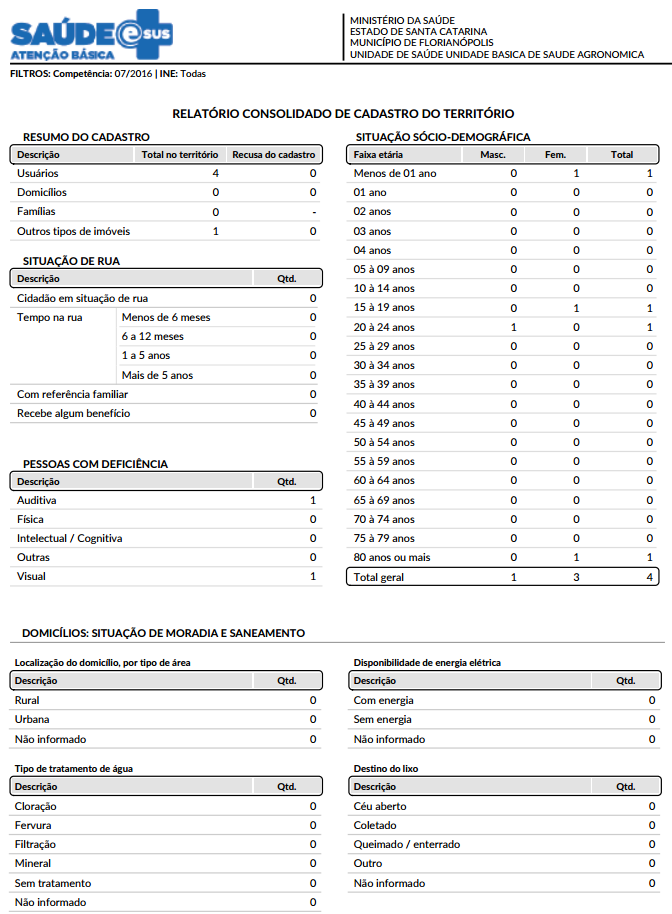 SAÚDE e SUS
ATENÇÃO BÁSICA
MINISTÉRIO DA SAÚDE
ESTADO DE SANTA CATARINA
MUNICÍPIO DE FLORIANÓPOLIS
UNIDADE DE SAÚDE UNIDADE BASICA DE SAUDE AGRONOMICA
FILTROS: Competência: 07/2016 | INE: Todas
RELATÓRIO CONSOLIDADO DE CADASTRO DO TERRITÓRIO
RESUMO DO CADASTRO
Descrição Total no território Recusa do cadastro
Usuários 4 0
Domicílios 0 0
Famílias 0 -
Outros tipos de imóveis 1 0
SITUAÇÃO DE RUA
Descrição Qtd.
Cidadão em situação de rua 0
Tempo na rua Menos de 6 meses 0
6 a 12 meses 0
1 a 5 anos 0
Mais de 5 anos 0
Com referência familiar 0
Recebe algum benefício 0
PESSOAS COM DEFICIÊNCIA
Descrição Qtd.
Auditiva 1
Física 0
Intelectual / Cognitiva 0
Outras 0
Visual 1
SITUAÇÃO SÓCIO-DEMOGRÁFICA
Faixa etária Masc. Fem. Total
Menos de 01 ano 0 1 1
01 ano 0 0 0
02 anos 0 0 0
03 anos 0 0 0
04 anos 0 0 0
05 à 09 anos 0 0 0
10 à 14 anos 0 0 0
15 à 19 anos 0 1 1
20 à 24 anos 1 0 1
25 à 29 anos 0 0 0
30 à 34 anos 0 0 0
35 à 39 anos 0 0 0
40 à 44 anos 0 0 0
45 à 49 anos 0 0 0
50 à 54 anos 0 0 0
55 à 59 anos 0 0 0
60 à 64 anos 0 0 0
65 à 69 anos 0 0 0
70 à 74 anos 0 0 0
75 à 79 anos 0 0 0
80 anos ou mais 0 1 1
Total geral 1 3 4
DOMICÍLIOS: SITUAÇÃO DE MORADIA E SANEAMENTO
Localização do domicílio, por tipo de área
Descrição Qtd.
Rural 0
Urbana 0
Não informado 0
Disponibilidade de energia elétrica
Descrição Qtd.
Com energia 0
Sem energia 0
Não informado 0
Tipo de tratamento de água
Descrição Qtd.
Cloração 0
Fervura 0
Filtração 0
Mineral 0
Sem tratamento 0
Não informado 0
Destino do lixo
Descrição Qtd.
Céu aberto 0
Coletado 0
Queimado / enterrado 0
Outro 0
Não informado 0